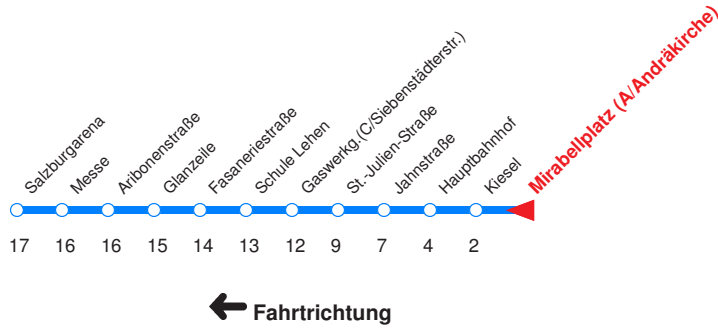 Salzburgarena
Messe
Aribonenstraße
Glanzeile
Fasaneriestraße
Schule Lehen
Gaswerkg.(C/Siebenstädterstr.)
St.-Julien-Straße
Jahnstraße
Hauptbahnhof
Kiesel
Mirabellplatz (A/Andräkirche)
17 16 16 15 14 13 12 9 7 4 2
Fahrtrichtung